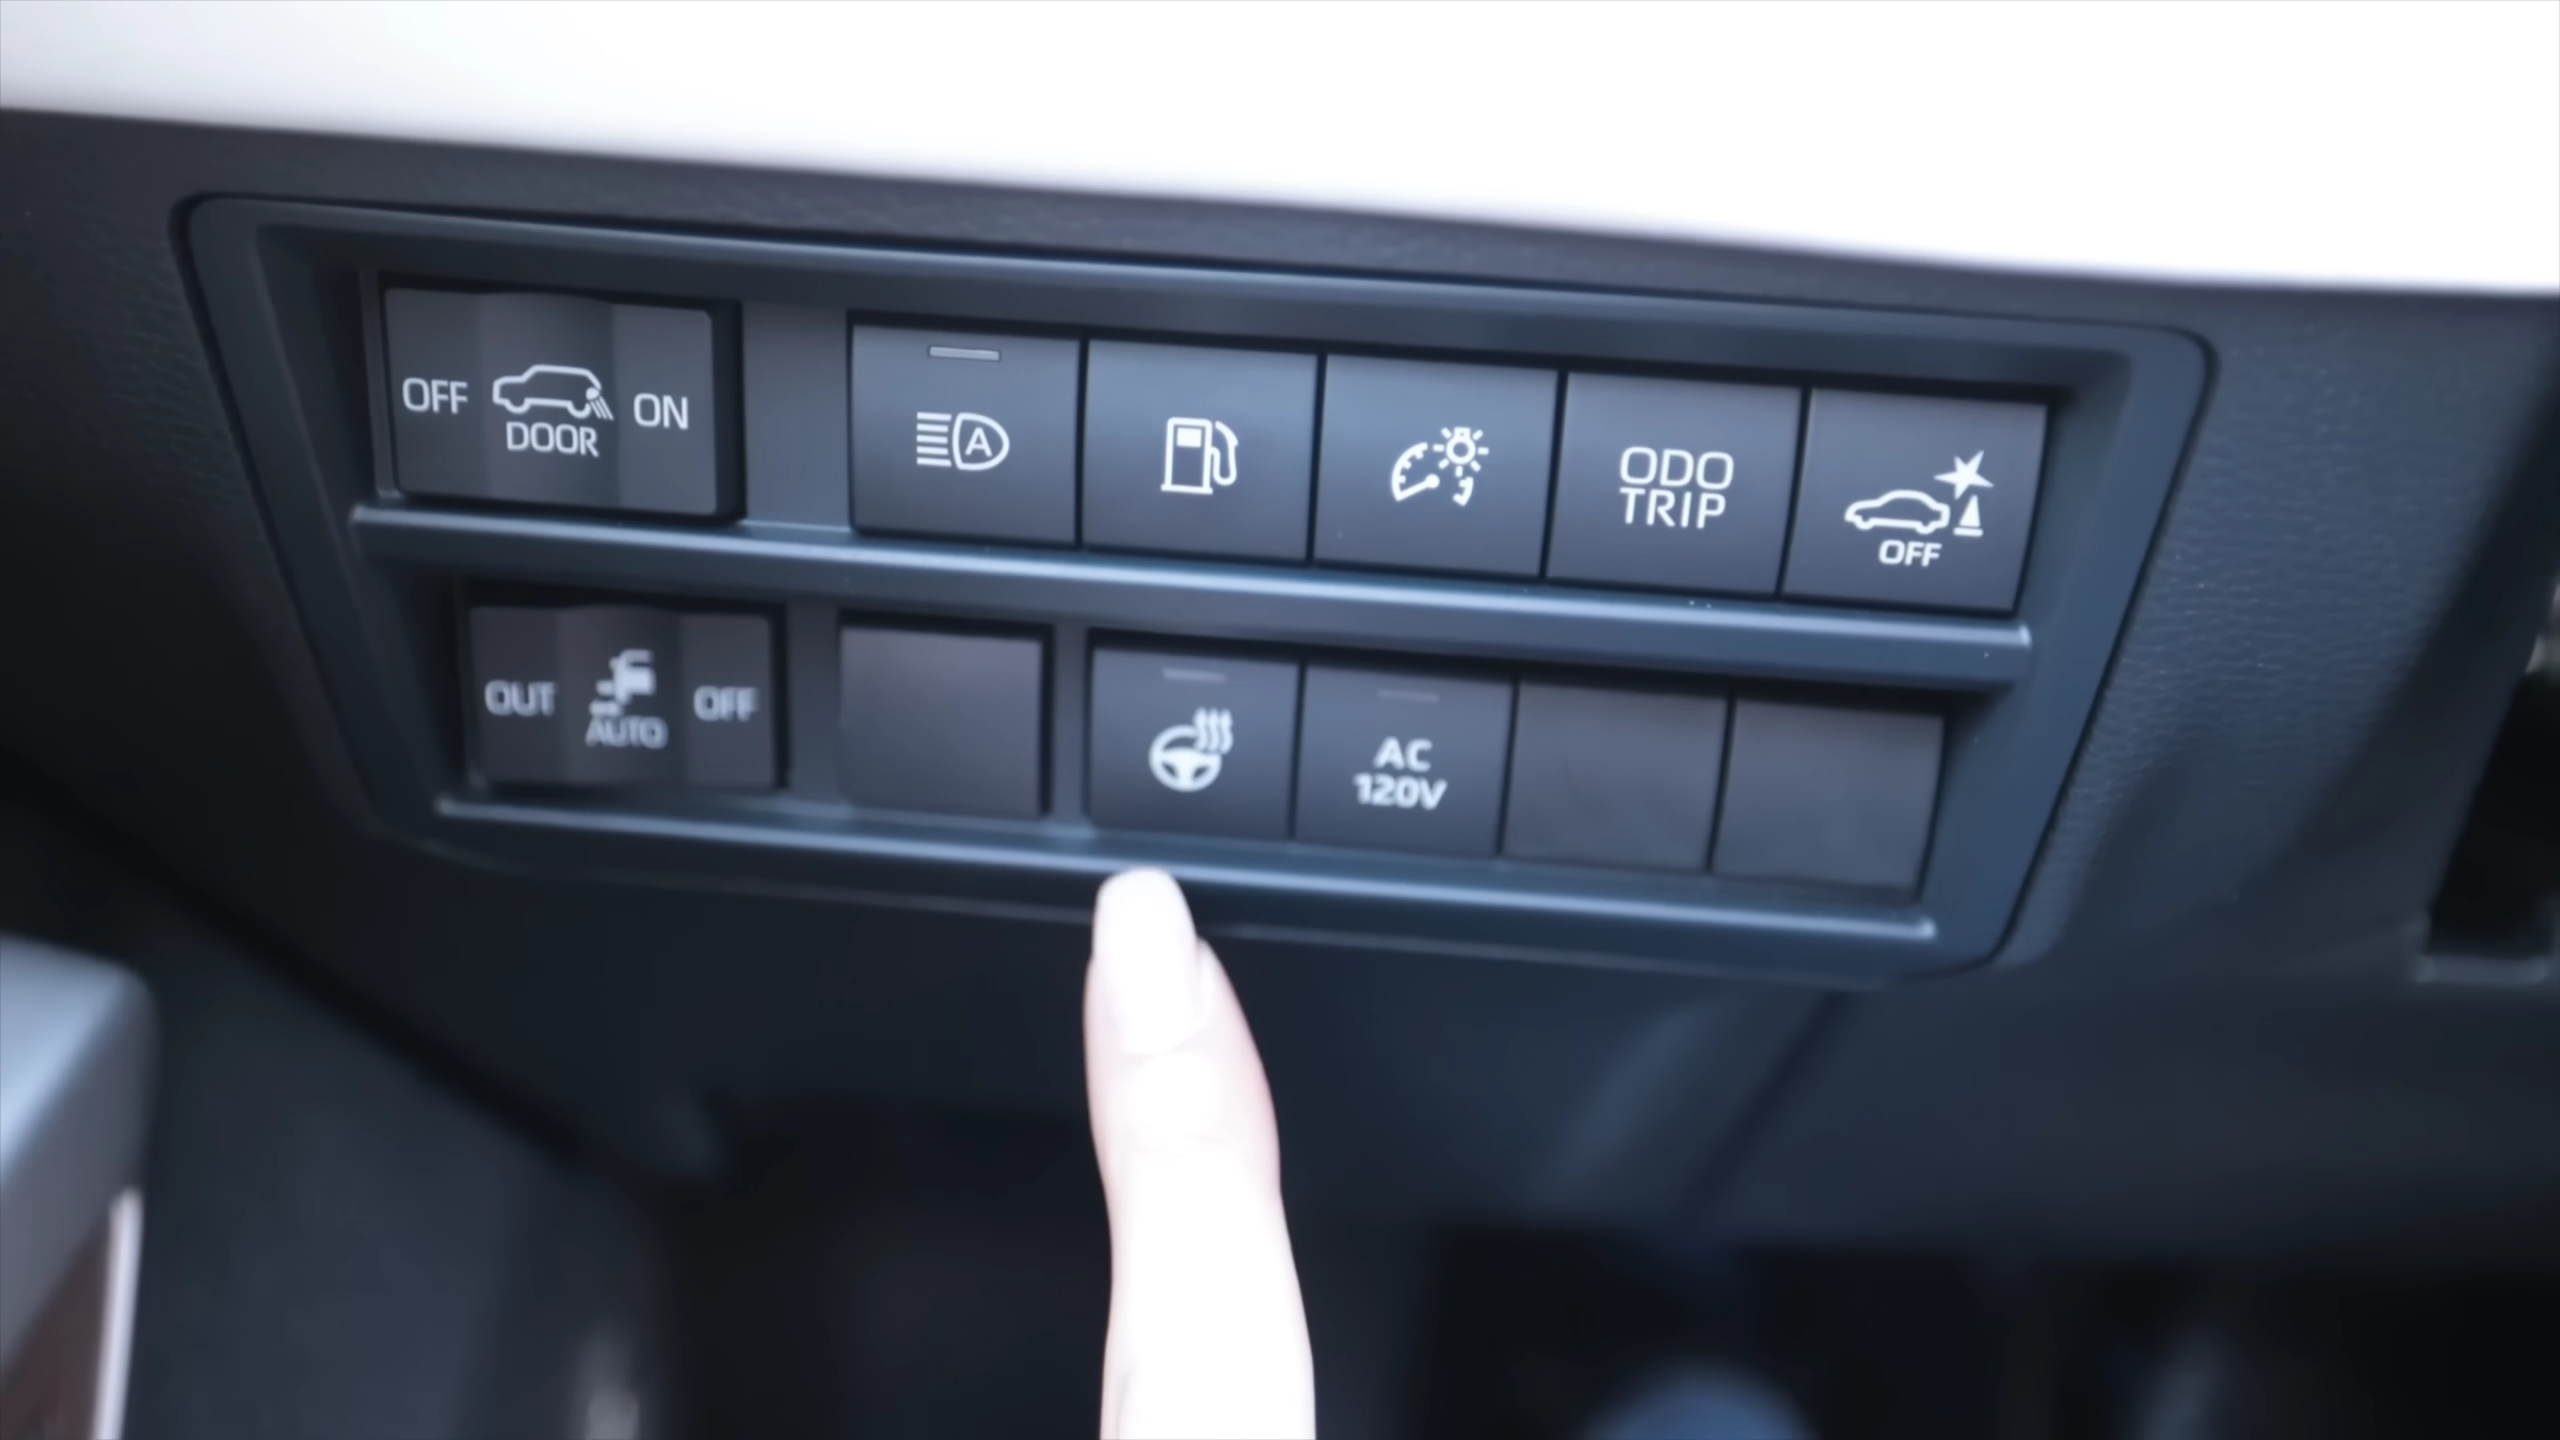 OFF DOOR ON
A
ODO
TRIP
OFF
OUT AUTO OFF
AC
120V